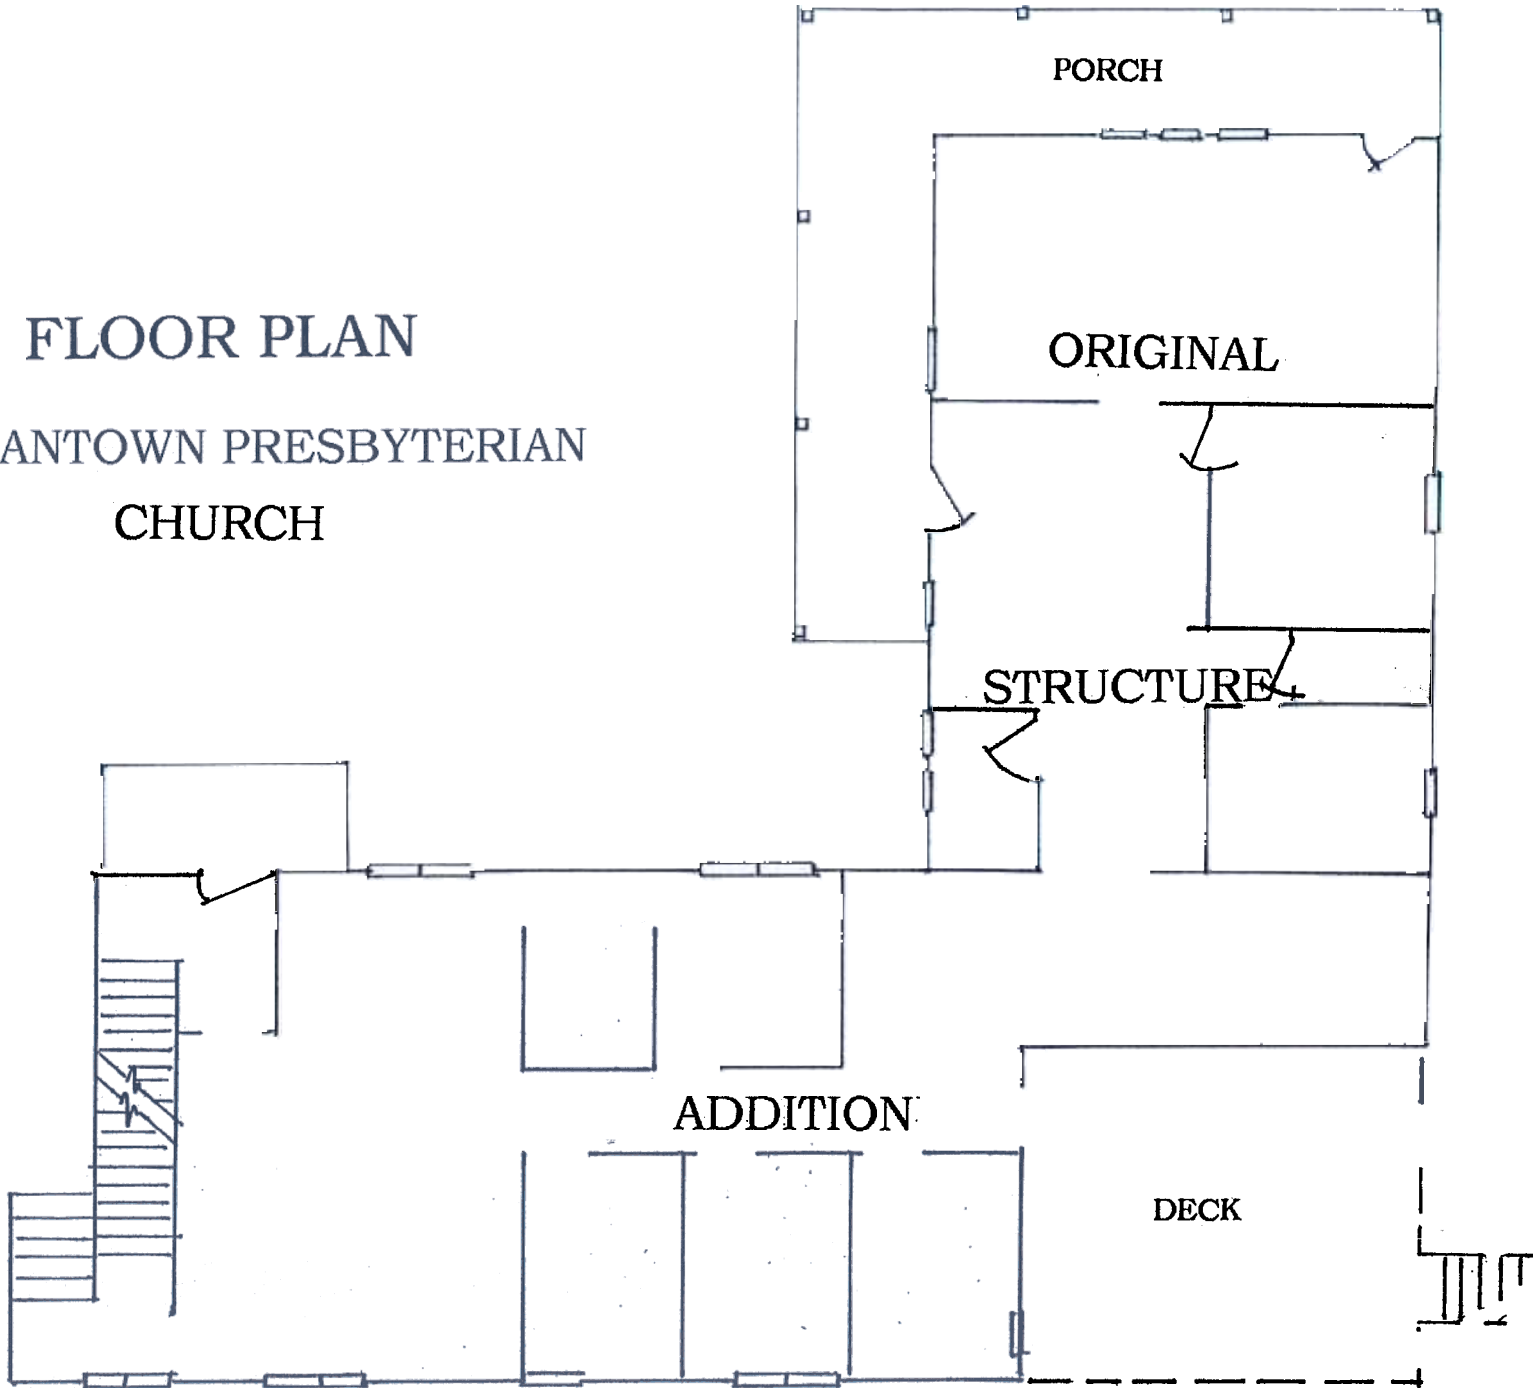 PORCH
FLOOR PLAN
ORIGINAL
ANTOWN PRESBYTERIAN
CHURCH
STRUCTURE
ADDITION
DECK